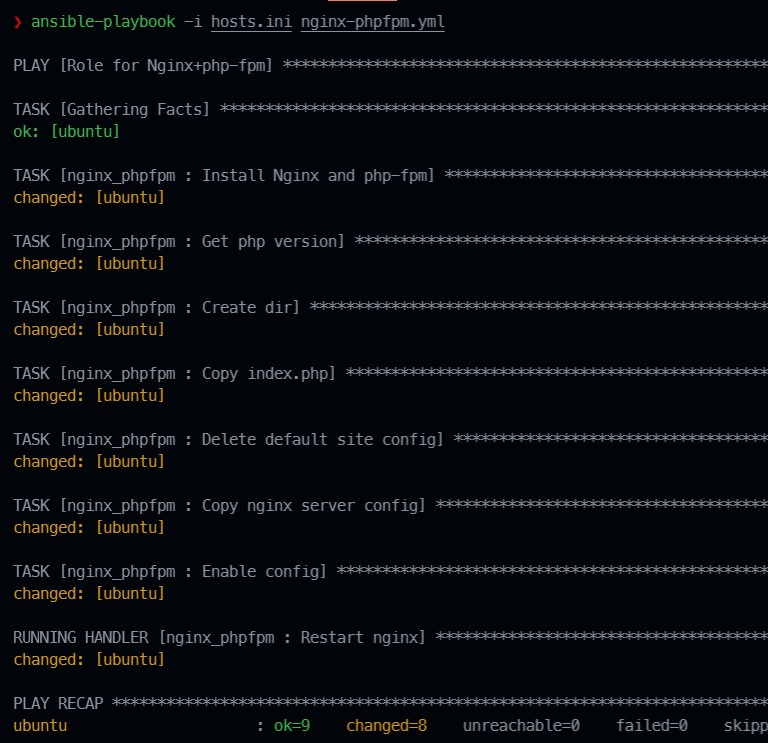 ❯ ansible-playbook -i hosts.ini nginx-phpfpm.yml
PLAY [Role for Nginx+php-fpm] ******************************************************
TASK [Gathering Facts] *************************************************************
ok: [ubuntu]
TASK [nginx_phpfpm : Install Nginx and php-fpm] ************************************
changed: [ubuntu]
TASK [nginx_phpfpm : Get php version] **********************************************
changed: [ubuntu]
TASK [nginx_phpfpm : Create dir] ***************************************************
changed: [ubuntu]
TASK [nginx_phpfpm : Copy index.php] ***********************************************
changed: [ubuntu]
TASK [nginx_phpfpm : Delete default site config] ***********************************
changed: [ubuntu]
TASK [nginx_phpfpm : Copy nginx server config] *************************************
changed: [ubuntu]
TASK [nginx_phpfpm : Enable config] ************************************************
changed: [ubuntu]
RUNNING HANDLER [nginx_phpfpm : Restart nginx] *************************************
changed: [ubuntu]
PLAY RECAP *************************************************************************
ubuntu                     : ok=9    changed=8    unreachable=0    failed=0    skipp